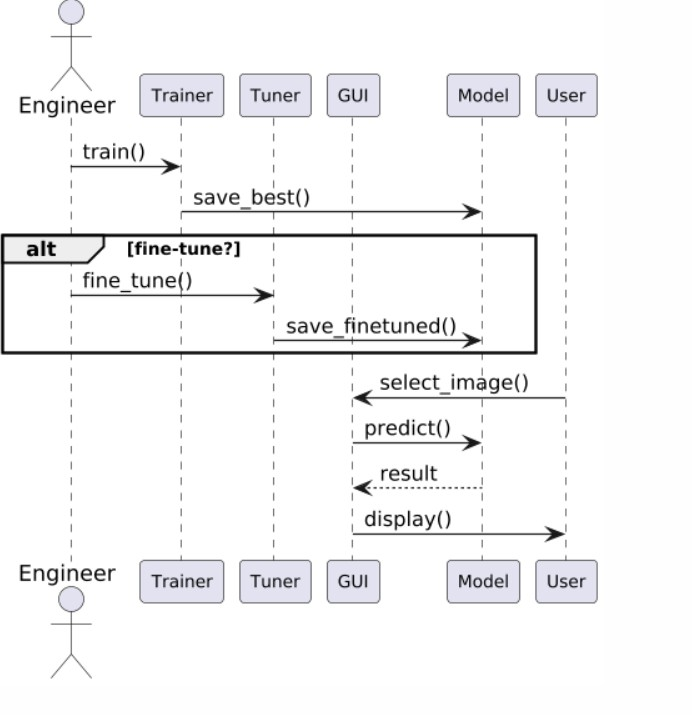 Engineer
Trainer
Tuner
GUI
Model
User
train()
save_best()
alt
[fine-tune?]
fine_tune()
save_finetuned()
select_image()
predict()
result
display()
Engineer
Trainer
Tuner
GUI
Model
User